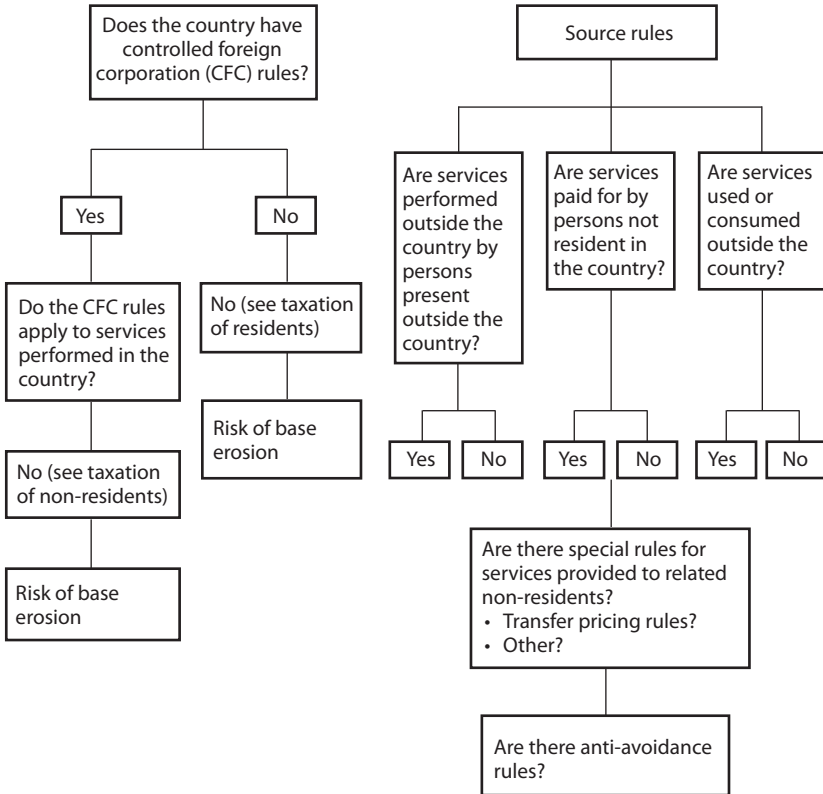 Does the country have
controlled foreign
corporation (CFC) rules?
Yes
No
Do the CFC rules
apply to services
performed in the
country?
No (see taxation
of residents)
Risk of base
erosion
No (see taxation
of non-residents)
Risk of base
erosion
Source rules
Are services
performed
outside the
country by
persons
present
outside the
country?
Are services
paid for by
persons not
resident in
the country?
Are services
used or
consumed
outside the
country?
Yes
No
Yes
No
Yes
No
Are there special rules for
services provided to related
non-residents?
• Transfer pricing rules?
• Other?
Are there anti-avoidance
rules?